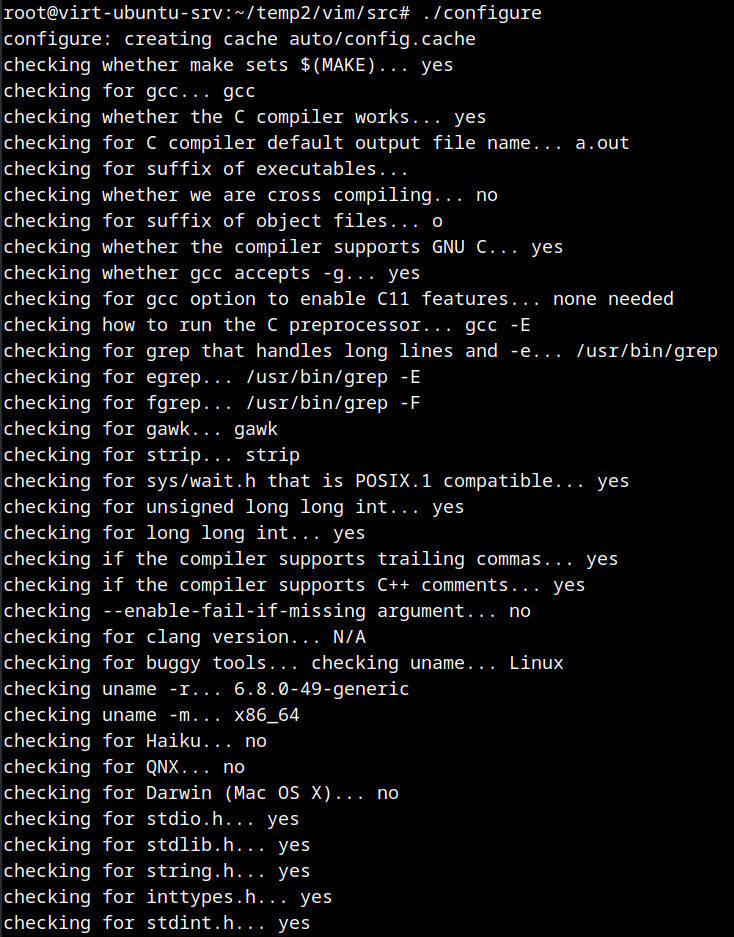 root@virt-ubuntu-srv:~/temp2/vim/src# ./configure
configure: creating cache auto/config.cache
checking whether make sets $(MAKE)... yes
checking for gcc... gcc
checking whether the C compiler works... yes
checking for C compiler default output file name... a.out
checking for suffix of executables...
checking whether we are cross compiling... no
checking for suffix of object files... o
checking whether the compiler supports GNU C... yes
checking whether gcc accepts -g... yes
checking for gcc option to enable C11 features... none needed
checking how to run the C preprocessor... gcc -E
checking for grep that handles long lines and -e... /usr/bin/grep
checking for egrep... /usr/bin/grep -E
checking for fgrep... /usr/bin/grep -F
checking for gawk... gawk
checking for strip... strip
checking for sys/wait.h that is POSIX.1 compatible... yes
checking for unsigned long long int... yes
checking for long long int... yes
checking if the compiler supports trailing commas... yes
checking if the compiler supports C++ comments... yes
checking --enable-fail-if-missing argument... no
checking for clang version... N/A
checking for buggy tools... checking uname... Linux
checking uname -r... 6.8.0-49-generic
checking uname -m... x86_64
checking for Haiku... no
checking for QNX... no
checking for Darwin (Mac OS X)... no
checking for stdio.h... yes
checking for stdlib.h... yes
checking for string.h... yes
checking for inttypes.h... yes
checking for stdint.h... yes